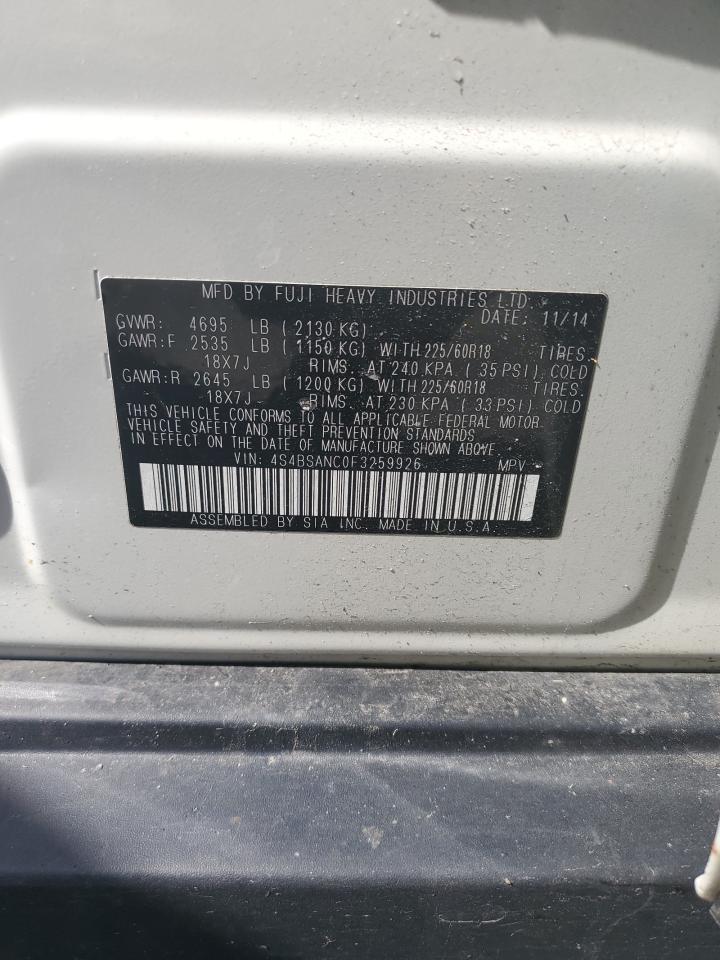 MFD BY FUJI HEAVY INDUSTRIES LTD.
DATE: 11/14
GVWR: 4695 LB ( 2130 KG)
GAWR:F 2535 LB ( 1150 KG) WITH 225/60R18 TIRES.
18X7J RIMS. AT 240 KPA ( 35 PSI) COLD
GAWR:R 2645 LB ( 1200 KG) WITH 225/60R18 TIRES.
18X7J RIMS. AT 230 KPA ( 33 PSI) COLD
THIS VEHICLE CONFORMS TO ALL APPLICABLE FEDERAL MOTOR
VEHICLE SAFETY AND THEFT PREVENTION STANDARDS
IN EFFECT ON THE DATE OF MANUFACTURE SHOWN ABOVE.
VIN: 4S4BSANC0F3259926 MPV
ASSEMBLED BY SIA INC. MADE IN U.S.A.